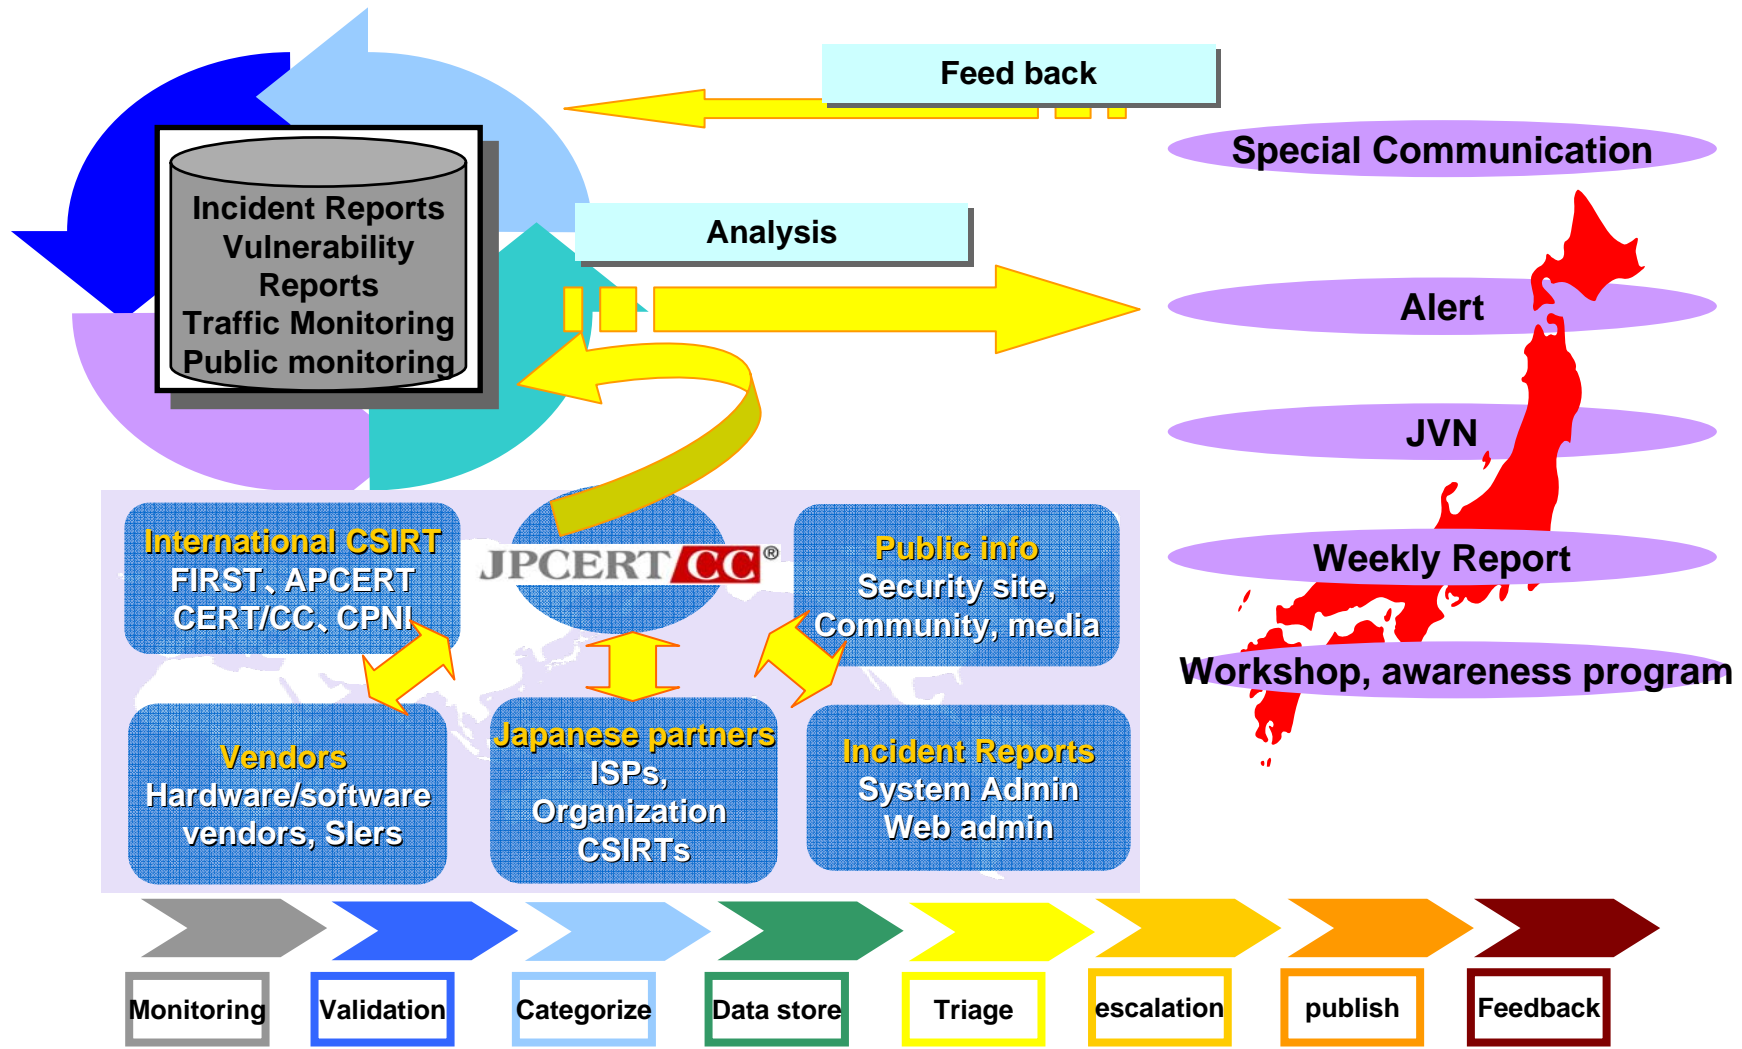 Feed back
Special Communication
Incident Reports
Vulnerability
Reports
Traffic Monitoring
Public monitoring
Analysis
Alert
JVN
International CSIRT
FIRST、APCERT
CERT/CC、CPNI
JPCERT/CC®
Public info
Security site,
Community, media
Weekly Report
Workshop, awareness program
Vendors
Hardware/software
vendors, SIers
Japanese partners
ISPs,
Organization
CSIRTs
Incident Reports
System Admin
Web admin
Monitoring
Validation
Categorize
Data store
Triage
escalation
publish
Feedback